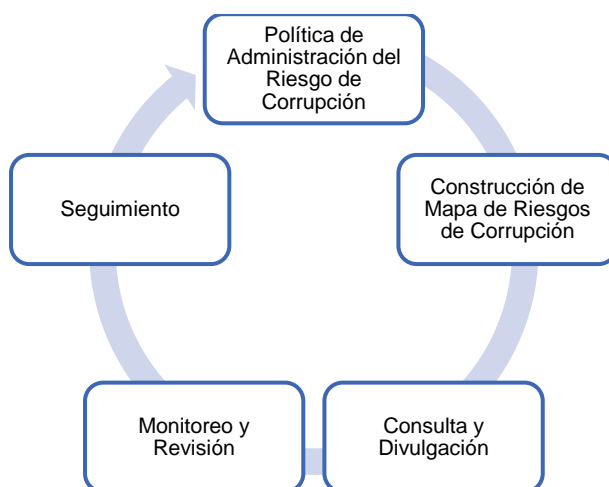 Política de
Administración del
Riesgo de
Corrupción
Construcción de
Mapa de Riesgos
de Corrupción
Consulta y
Divulgación
Monitoreo y
Revisión
Seguimiento